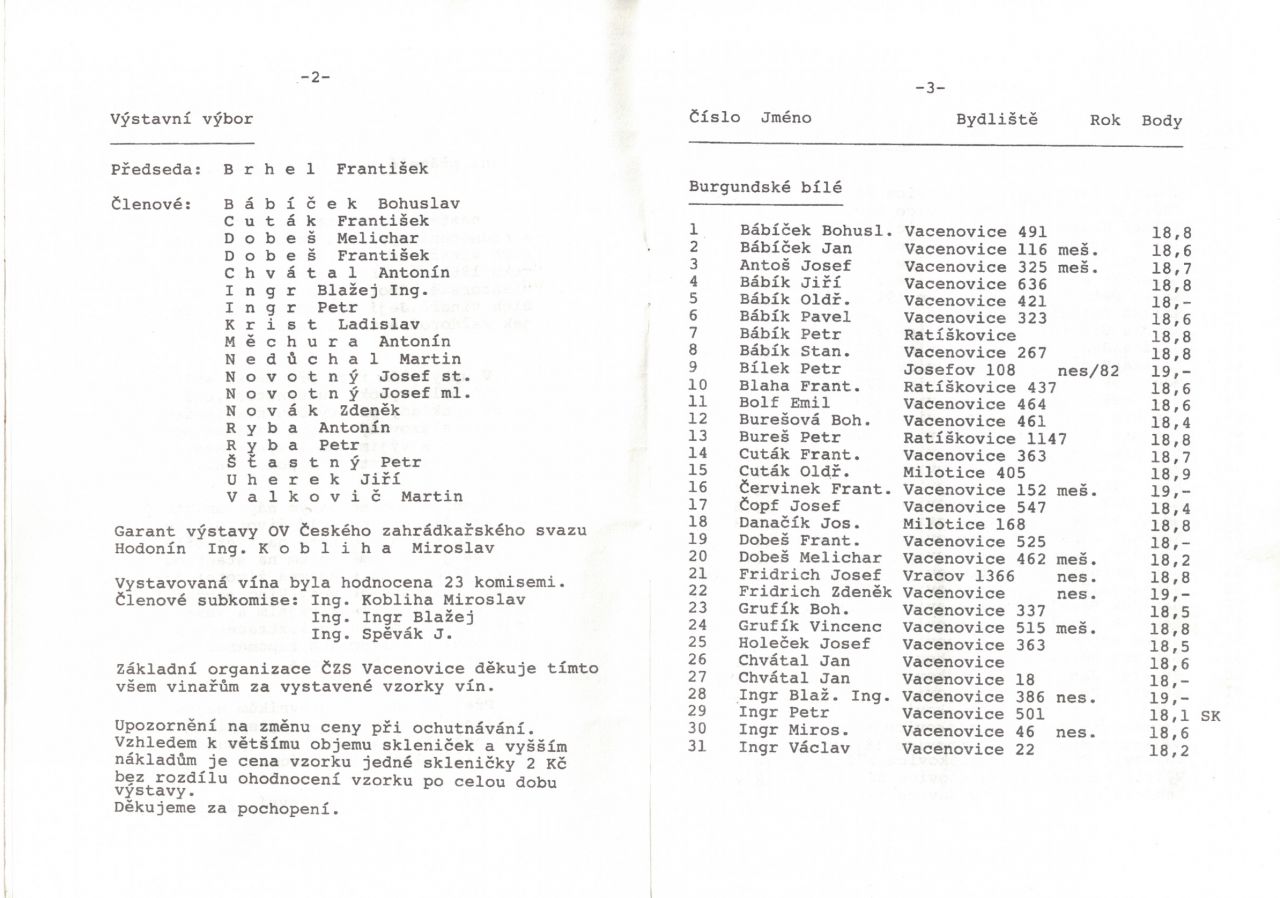 -2-
Výstavní výbor
Předseda: B r h e l František
Členové: B á b í č e k Bohuslav
C u t á k František
D o b e š Melichar
D o b e š František
C h v á t a l Antonín
I n g r Blažej Ing.
I n g r Petr
K r i s t Ladislav
M ě c h u r a Antonín
N e d ů c h a l Martin
N o v o t n ý Josef st.
N o v o t n ý Josef ml.
N o v á k Zdeněk
R y b a Antonín
R y b a Petr
Š t a s t n ý Petr
U h e r e k Jiří
V a l k o v i č Martin
Garant výstavy OV Českého zahrádkařského svazu
Hodonín Ing. K o b l i h a Miroslav
Vystavovaná vína byla hodnocena 23 komisemi.
Členové subkomise: Ing. Kobliha Miroslav
Ing. Ingr Blažej
Ing. Spěvák J.
Základní organizace ČZS Vacenovice děkuje tímto
všem vinařům za vystavené vzorky vín.
Upozornění na změnu ceny při ochutnávání.
Vzhledem k většímu objemu skleniček a vyšším
nákladům je cena vzorku jedné skleničky 2 Kč
bez rozdílu ohodnocení vzorku po celou dobu
výstavy.
Děkujeme za pochopení.
-3-
Číslo Jméno Bydliště Rok Body
Burgundské bílé
1 Bábíček Bohusl. Vacenovice 491 18,8
2 Bábíček Jan Vacenovice 116 meš. 18,6
3 Antoš Josef Vacenovice 325 meš. 18,7
4 Bábík Jiří Vacenovice 636 18,8
5 Bábík Oldř. Vacenovice 421 18,-
6 Bábík Pavel Vacenovice 323 18,6
7 Bábík Petr Ratíškovice 18,8
8 Bábík Stan. Vacenovice 267 18,8
9 Bílek Petr Josefov 108 nes/82 19,-
10 Blaha Frant. Ratíškovice 437 18,6
11 Bolf Emil Vacenovice 464 18,6
12 Burešová Boh. Vacenovice 461 18,4
13 Bureš Petr Ratíškovice 1147 18,8
14 Cuták Frant. Vacenovice 363 18,7
15 Cuták Oldř. Milotice 405 18,9
16 Červinek Frant. Vacenovice 152 meš. 19,-
17 Čopf Josef Vacenovice 547 18,4
18 Danačík Jos. Milotice 168 18,8
19 Dobeš Frant. Vacenovice 525 18,-
20 Dobeš Melichar Vacenovice 462 meš. 18,2
21 Fridrich Josef Vracov 1366 nes. 18,8
22 Fridrich Zdeněk Vacenovice nes. 19,-
23 Grufík Boh. Vacenovice 337 18,5
24 Grufík Vincenc Vacenovice 515 meš. 18,8
25 Holeček Josef Vacenovice 363 18,5
26 Chvátal Jan Vacenovice 18,6
27 Chvátal Jan Vacenovice 18 18,-
28 Ingr Blaž. Ing. Vacenovice 386 nes. 19,-
29 Ingr Petr Vacenovice 501 18,1 SK
30 Ingr Miros. Vacenovice 46 nes. 18,6
31 Ingr Václav Vacenovice 22 18,2